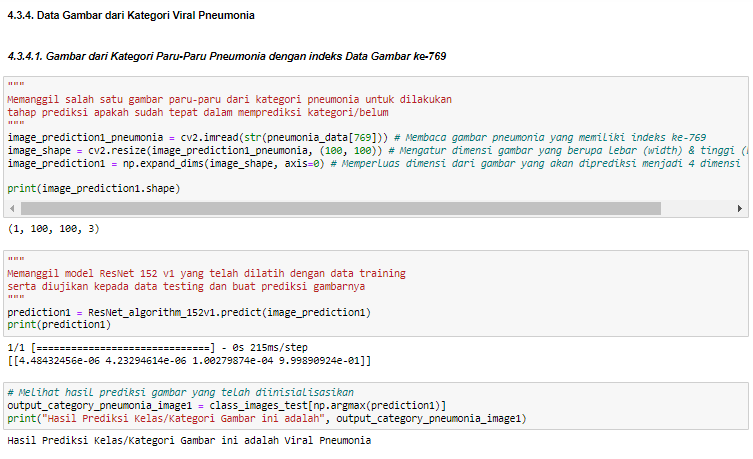 4.3.4. Data Gambar dari Kategori Viral Pneumonia
4.3.4.1. Gambar dari Kategori Paru-Paru Pneumonia dengan indeks Data Gambar ke-769
"""
Memanggil salah satu gambar paru-paru dari kategori pneumonia untuk dilakukan
tahap prediksi apakah sudah tepat dalam memprediksi kategori/belum
"""
image_prediction1_pneumonia = cv2.imread(str(pneumonia_data[769])) # Membaca gambar pneumonia yang memiliki indeks ke-769
image_shape = cv2.resize(image_prediction1_pneumonia, (100, 100)) # Mengatur dimensi gambar yang berupa lebar (width) & tinggi
image_prediction1 = np.expand_dims(image_shape, axis=0) # Memperluas dimensi dari gambar yang akan diprediksi menjadi 4 dimensi
print(image_prediction1.shape)
(1, 100, 100, 3)
"""
Memanggil model ResNet 152 v1 yang telah dilatih dengan data training
serta diujikan kepada data testing dan buat prediksi gambarnya
"""
prediction1 = ResNet_algorithm_152v1.predict(image_prediction1)
print(prediction1)
1/1 [==============================] - 0s 215ms/step
[[4.48432456e-06 4.23294614e-06 1.00279874e-04 9.99890924e-01]]
# Melihat hasil prediksi gambar yang telah diinisialisasikan
output_category_pneumonia_image1 = class_images_test[np.argmax(prediction1)]
print("Hasil Prediksi Kelas/Kategori Gambar ini adalah", output_category_pneumonia_image1)
Hasil Prediksi Kelas/Kategori Gambar ini adalah Viral Pneumonia